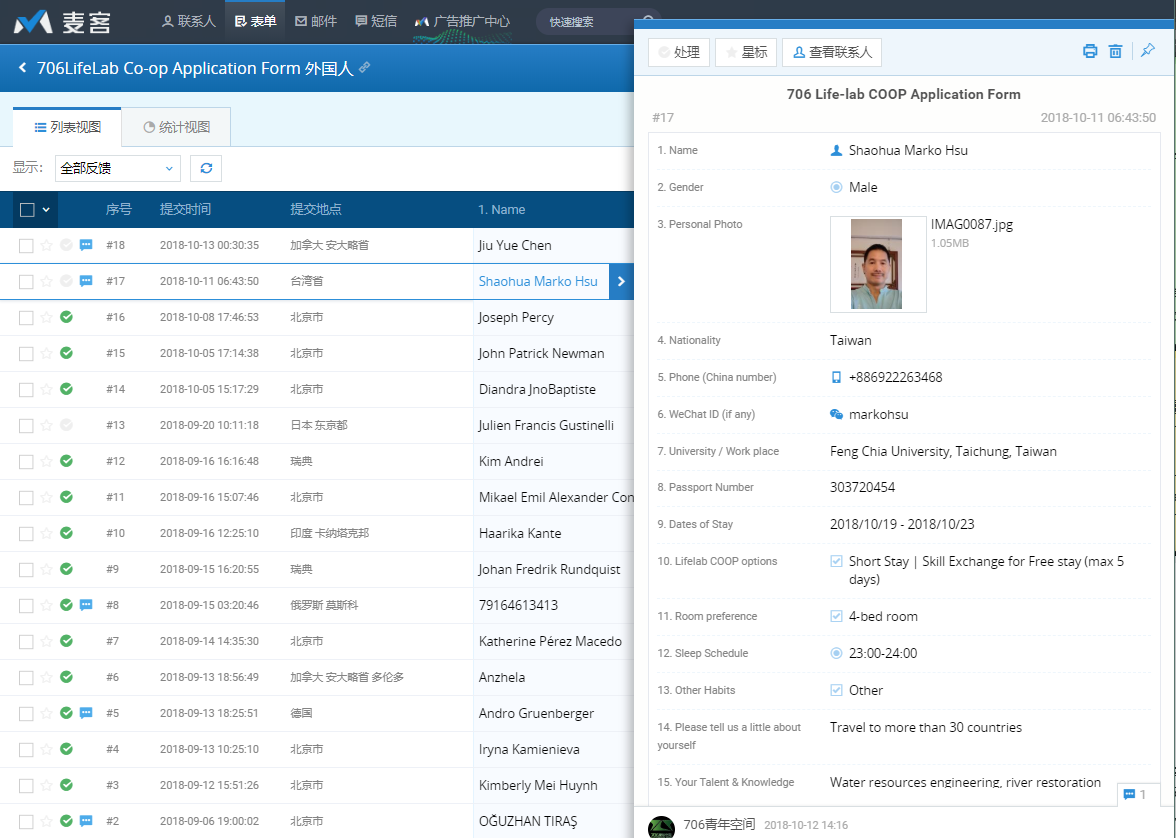 麦客
联系人 表单 邮件 短信 广告推广中心 快速搜索
706LifeLab Co-op Application Form 外国人
列表视图 统计视图
显示: 全部反馈
序号 提交时间 提交地点 1. Name
#18 2018-10-13 00:30:35 加拿大 安大略省 Jiu Yue Chen
#17 2018-10-11 06:43:50 台湾省 Shaohua Marko Hsu
#16 2018-10-08 17:46:53 北京市 Joseph Percy
#15 2018-10-05 17:14:38 北京市 John Patrick Newman
#14 2018-10-05 15:17:29 北京市 Diandra JnoBaptiste
#13 2018-09-20 10:11:18 日本 东京都 Julien Francis Gustinelli
#12 2018-09-16 16:16:48 瑞典 Kim Andrei
#11 2018-09-16 15:07:46 北京市 Mikael Emil Alexander Con
#10 2018-09-16 12:25:10 印度 卡纳塔克邦 Haarika Kante
#9 2018-09-15 16:20:55 瑞典 Johan Fredrik Rundquist
#8 2018-09-15 03:20:46 俄罗斯 莫斯科 79164613413
#7 2018-09-14 14:35:30 北京市 Katherine Pérez Macedo
#6 2018-09-13 18:56:49 加拿大 安大略省 多伦多 Anzhela
#5 2018-09-13 18:25:51 德国 Andro Gruenberger
#4 2018-09-13 10:25:10 北京市 Iryna Kamienieva
#3 2018-09-12 15:51:26 北京市 Kimberly Mei Huynh
#2 2018-09-06 19:00:02 北京市 OĞUZHAN TIRAŞ
处理 星标 查看联系人
706 Life-lab COOP Application Form
#17 2018-10-11 06:43:50
1. Name Shaohua Marko Hsu
2. Gender Male
3. Personal Photo IMAG0087.jpg
1.05MB
4. Nationality Taiwan
5. Phone (China number) +886922263468
6. WeChat ID (if any) markohsu
7. University / Work place Feng Chia University, Taichung, Taiwan
8. Passport Number 303720454
9. Dates of Stay 2018/10/19 - 2018/10/23
10. Lifelab COOP options Short Stay | Skill Exchange for Free stay (max 5
days)
11. Room preference 4-bed room
12. Sleep Schedule 23:00-24:00
13. Other Habits Other
14. Please tell us a little about Travel to more than 30 countries
yourself
15. Your Talent & Knowledge Water resources engineering, river restoration
1
706青年空间 2018-10-12 14:16